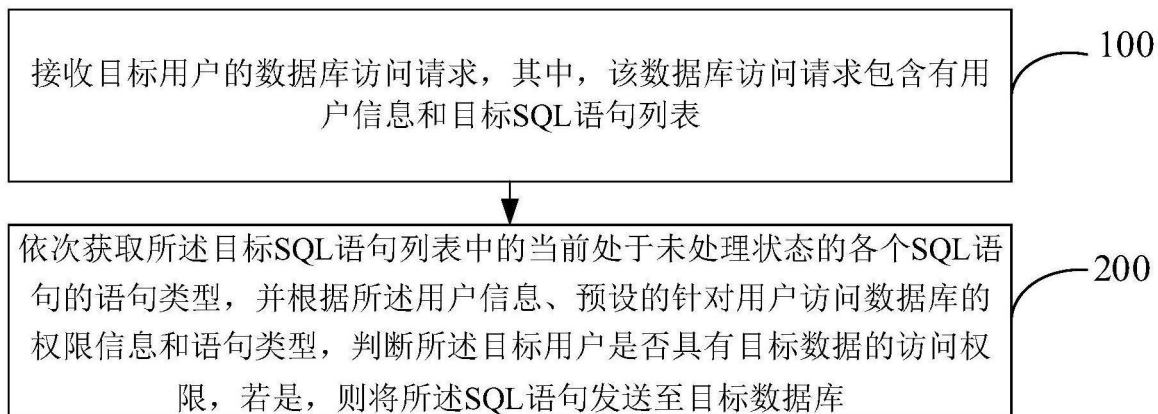 接收目标用户的数据库访问请求，其中，该数据库访问请求包含有用
户信息和目标SQL语句列表
100
依次获取所述目标SQL语句列表中的当前处于未处理状态的各个SQL语
句的语句类型，并根据所述用户信息、预设的针对用户访问数据库的
权限信息和语句类型，判断所述目标用户是否具有目标数据的访问权
限，若是，则将所述SQL语句发送至目标数据库
200